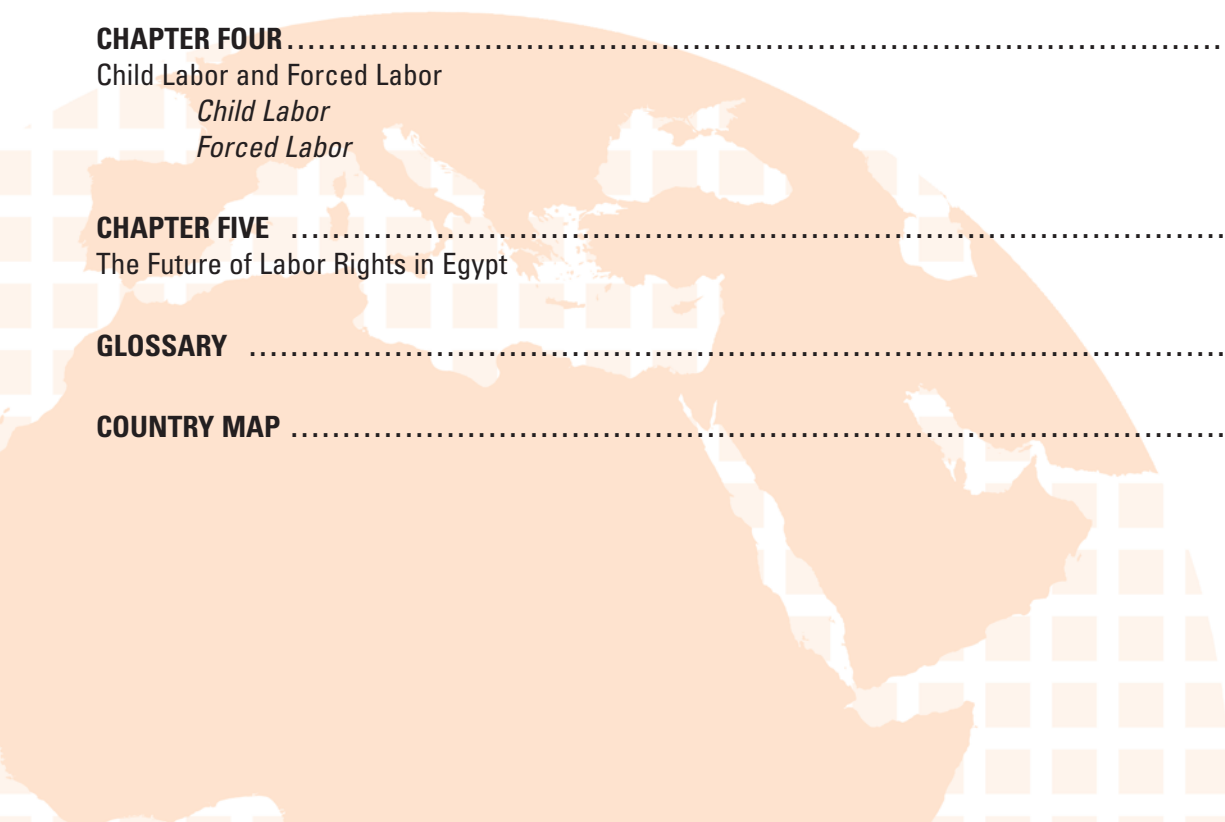 CHAPTER FOUR ........................................................................................................
Child Labor and Forced Labor
Child Labor
Forced Labor
CHAPTER FIVE ........................................................................................................
The Future of Labor Rights in Egypt
GLOSSARY ........................................................................................................
COUNTRY MAP ........................................................................................................